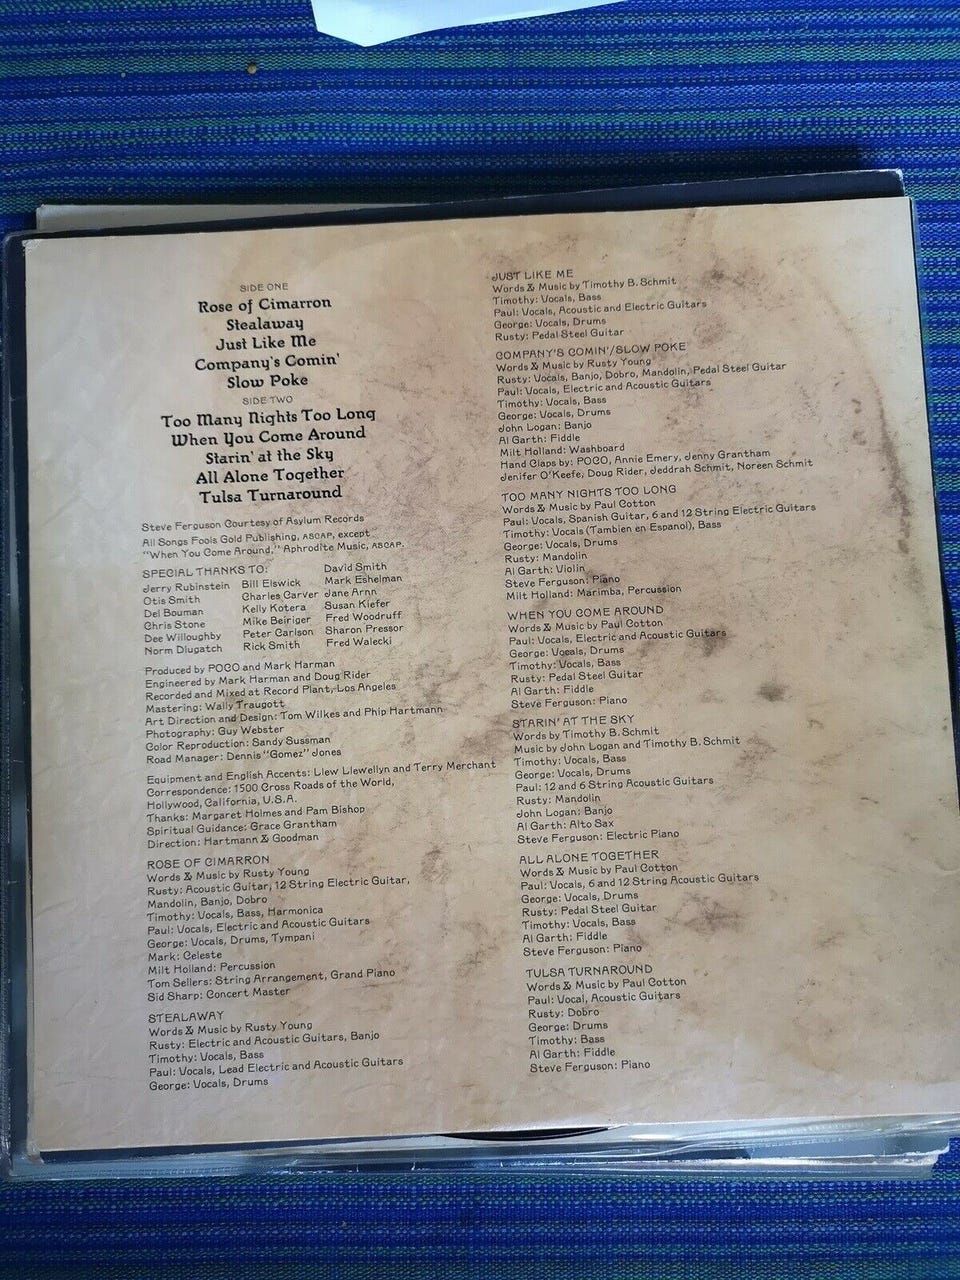 SIDE ONE
Rose of Cimarron
Stealaway
Just Like Me
Company's Comin'
Slow Poke
SIDE TWO
Too Many Nights Too Long
When You Come Around
Starin' at the Sky
All Alone Together
Tulsa Turnaround
Steve Ferguson Courtesy of Asylum Records
All Songs Fools Gold Publishing, ASCAP, except
"When You Come Around," Aphrodite Music, ASCAP.
SPECIAL THANKS TO:
Jerry Rubinstein
Otis Smith
Del Bouman
Chris Stone
Dee Willoughby
Norm Dlugatch
Bill Elswick
Charles Carver
Kelly Kotera
Mike Beiriger
Peter Carlson
Rick Smith
David Smith
Mark Eshelman
Jane Arnn
Susan Kiefer
Fred Woodruff
Sharon Pressor
Fred Walecki
Produced by POCO and Mark Harman
Engineered by Mark Harman and Doug Rider
Recorded and Mixed at Record Plant, Los Angeles
Mastering: Wally Traugott
Art Direction and Design: Tom Wilkes and Phip Hartmann
Photography: Guy Webster
Color Reproduction: Sandy Sussman
Road Manager: Dennis "Gomez" Jones
Equipment and English Accents: Llew Llewellyn and Terry Merchant
Correspondence: 1500 Cross Roads of the World,
Hollywood, California, U.S.A.
Thanks: Margaret Holmes and Pam Bishop
Spiritual Guidance: Grace Grantham
Direction: Hartmann & Goodman
ROSE OF CIMARRON
Words & Music by Rusty Young
Rusty: Acoustic Guitar, 12 String Electric Guitar,
Mandolin, Banjo, Dobro
Timothy: Vocals, Bass, Harmonica
Paul: Vocals, Electric and Acoustic Guitars
George: Vocals, Drums, Tympani
Mark: Celeste
Milt Holland: Percussion
Tom Sellers: String Arrangement, Grand Piano
Sid Sharp: Concert Master
STEALAWAY
Words & Music by Rusty Young
Rusty: Electric and Acoustic Guitars, Banjo
Timothy: Vocals, Bass
Paul: Vocals, Lead Electric and Acoustic Guitars
George: Vocals, Drums
JUST LIKE ME
Words & Music by Timothy B. Schmit
Timothy: Vocals, Bass
Paul: Vocals, Acoustic and Electric Guitars
George: Vocals, Drums
Rusty: Pedal Steel Guitar
COMPANY'S COMIN'/SLOW POKE
Words & Music by Rusty Young
Rusty: Vocals, Banjo, Dobro, Mandolin, Pedal Steel Guitar
Paul: Vocals, Electric and Acoustic Guitars
Timothy: Vocals, Bass
George: Vocals, Drums
John Logan: Banjo
Al Garth: Fiddle
Milt Holland: Washboard
Hand Claps by: POCO, Annie Emery, Jenny Grantham
Jenifer O'Keefe, Doug Rider, Jeddrah Schmit, Noreen Schmit
TOO MANY NIGHTS TOO LONG
Words & Music by Paul Cotton
Paul: Vocals, Spanish Guitar, 6 and 12 String Electric Guitars
Timothy: Vocals (Tambien en Espanol), Bass
George: Vocals, Drums
Rusty: Mandolin
Al Garth: Violin
Steve Ferguson: Piano
Milt Holland: Marimba, Percussion
WHEN YOU COME AROUND
Words & Music by Paul Cotton
Paul: Vocals, Electric and Acoustic Guitars
George: Vocals, Drums
Timothy: Vocals, Bass
Rusty: Pedal Steel Guitar
Al Garth: Fiddle
Steve Ferguson: Piano
STARIN' AT THE SKY
Words by Timothy B. Schmit
Music by John Logan and Timothy B. Schmit
Timothy: Vocals, Bass
George: Vocals, Drums
Paul: 12 and 6 String Acoustic Guitars
Rusty: Mandolin
John Logan: Banjo
Al Garth: Alto Sax
Steve Ferguson: Electric Piano
ALL ALONE TOGETHER
Words & Music by Paul Cotton
Paul: Vocals, 6 and 12 String Acoustic Guitars
George: Vocals, Drums
Rusty: Pedal Steel Guitar
Timothy: Vocals, Bass
Al Garth: Fiddle
Steve Ferguson: Piano
TULSA TURNAROUND
Words & Music by Paul Cotton
Paul: Vocal, Acoustic Guitars
Rusty: Dobro
George: Drums
Timothy: Bass
Al Garth: Fiddle
Steve Ferguson: Piano